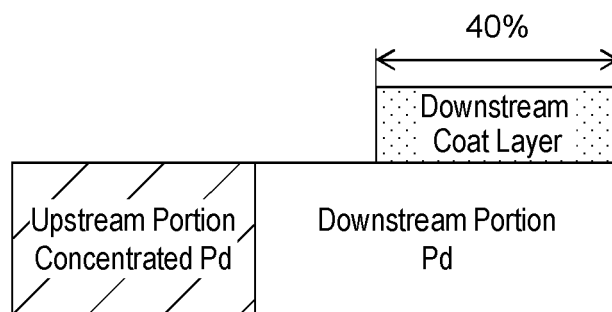 40%
Downstream
Coat Layer
Upstream Portion
Concentrated Pd
Downstream Portion
Pd